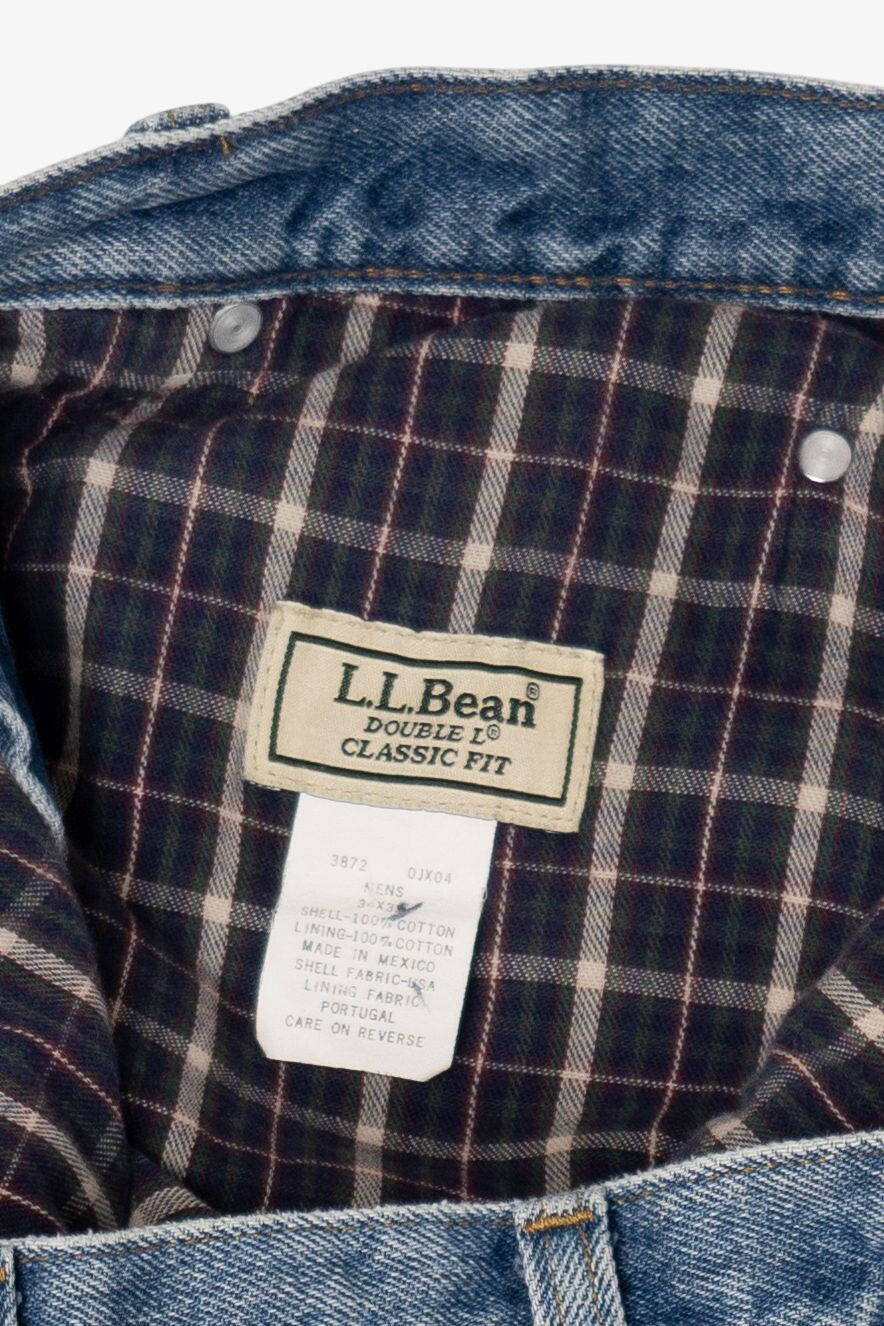 L.L.Bean®
DOUBLE L®
CLASSIC FIT
3872 0JX04
MENS
SHELL-100% COTTON
LINING-100% COTTON
MADE IN MEXICO
SHELL FABRIC-USA
LINING FABRIC
PORTUGAL
CARE ON REVERSE